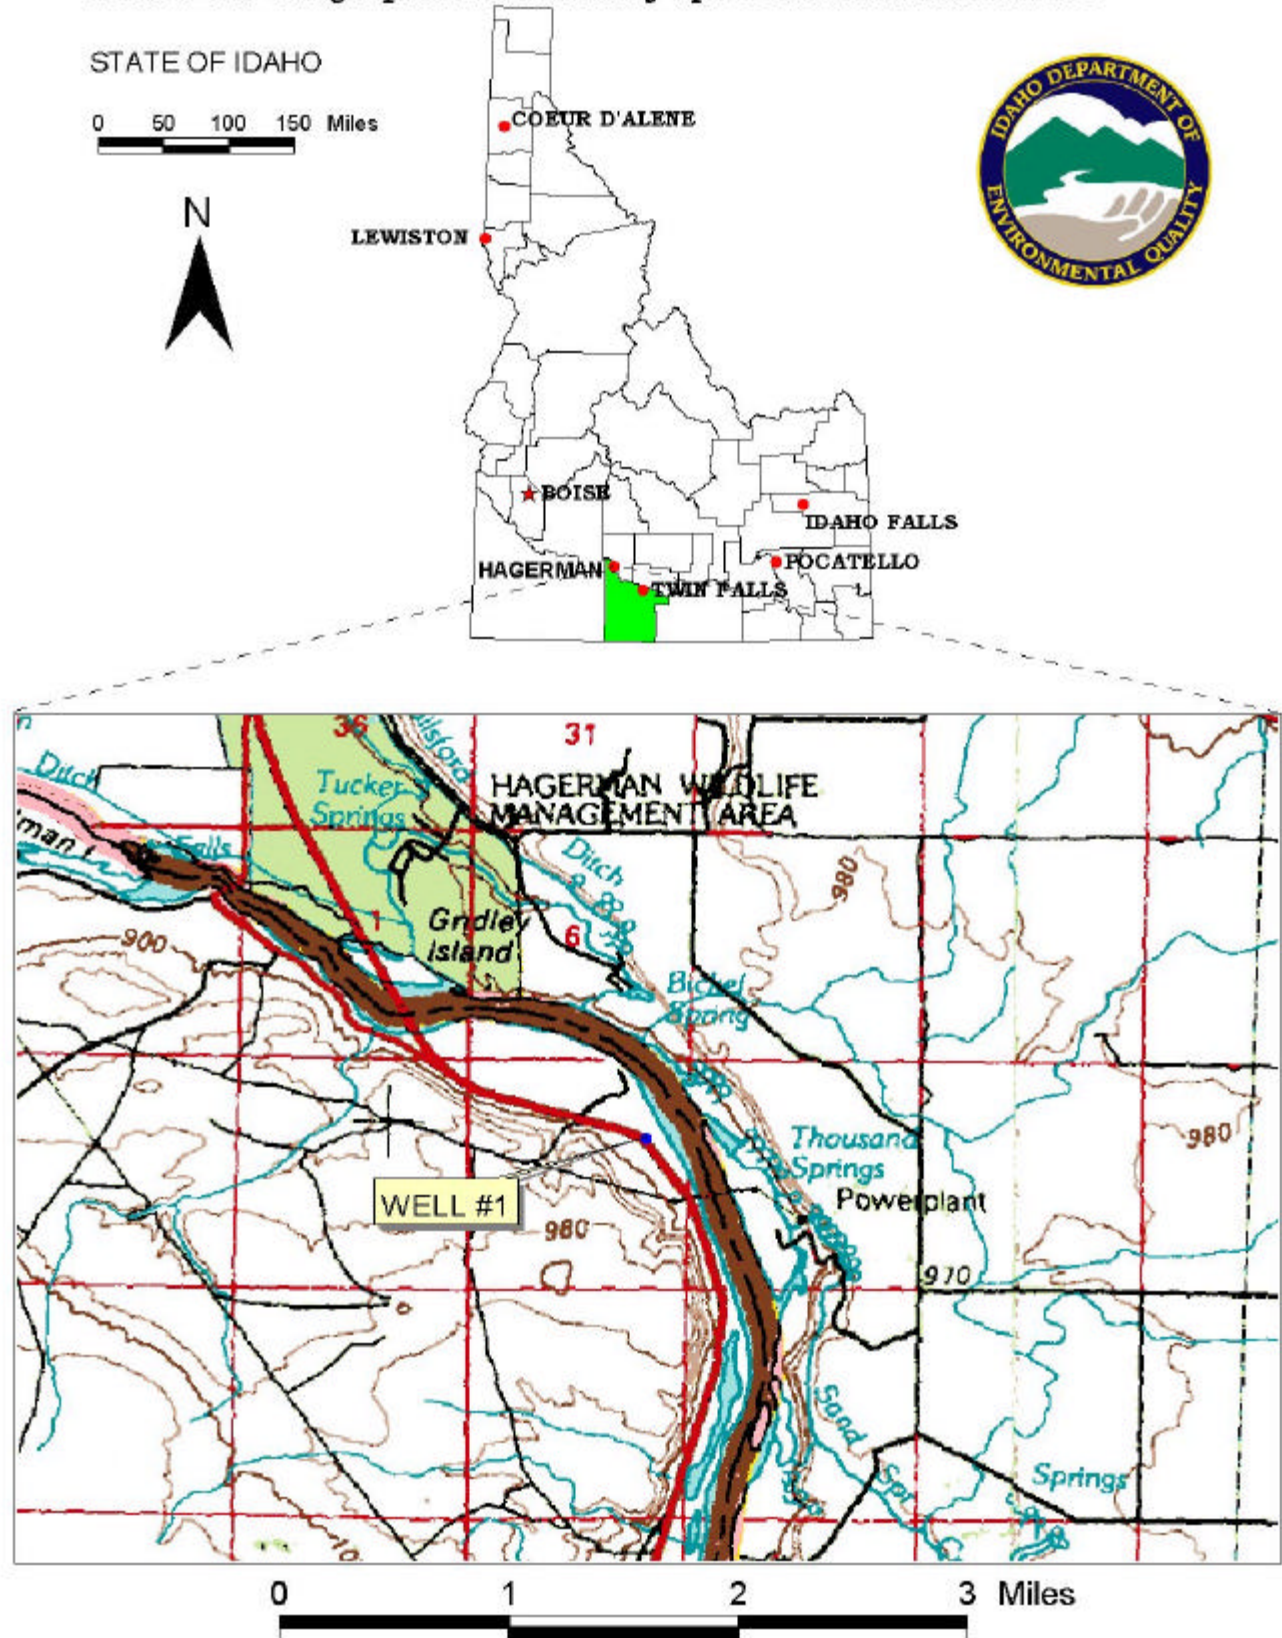 STATE OF IDAHO
0 50 100 150 Miles
N
COEUR D'ALENE
LEWISTON
BOISE
IDAHO FALLS
HAGERMAN
POCATELLO
TWIN FALLS
IDAHO DEPARTMENT OF
ENVIRONMENTAL QUALITY
36
31
Ditch
Tucker
Springs
HAGERMAN WILDLIFE
MANAGEMENT AREA
Falls
Ditch
980
1
Gridley
island
6
900
Bickel
Spring
Thousand
Springs
980
Powerplant
WELL #1
980
970
Sand
Springs
0 1 2 3 Miles